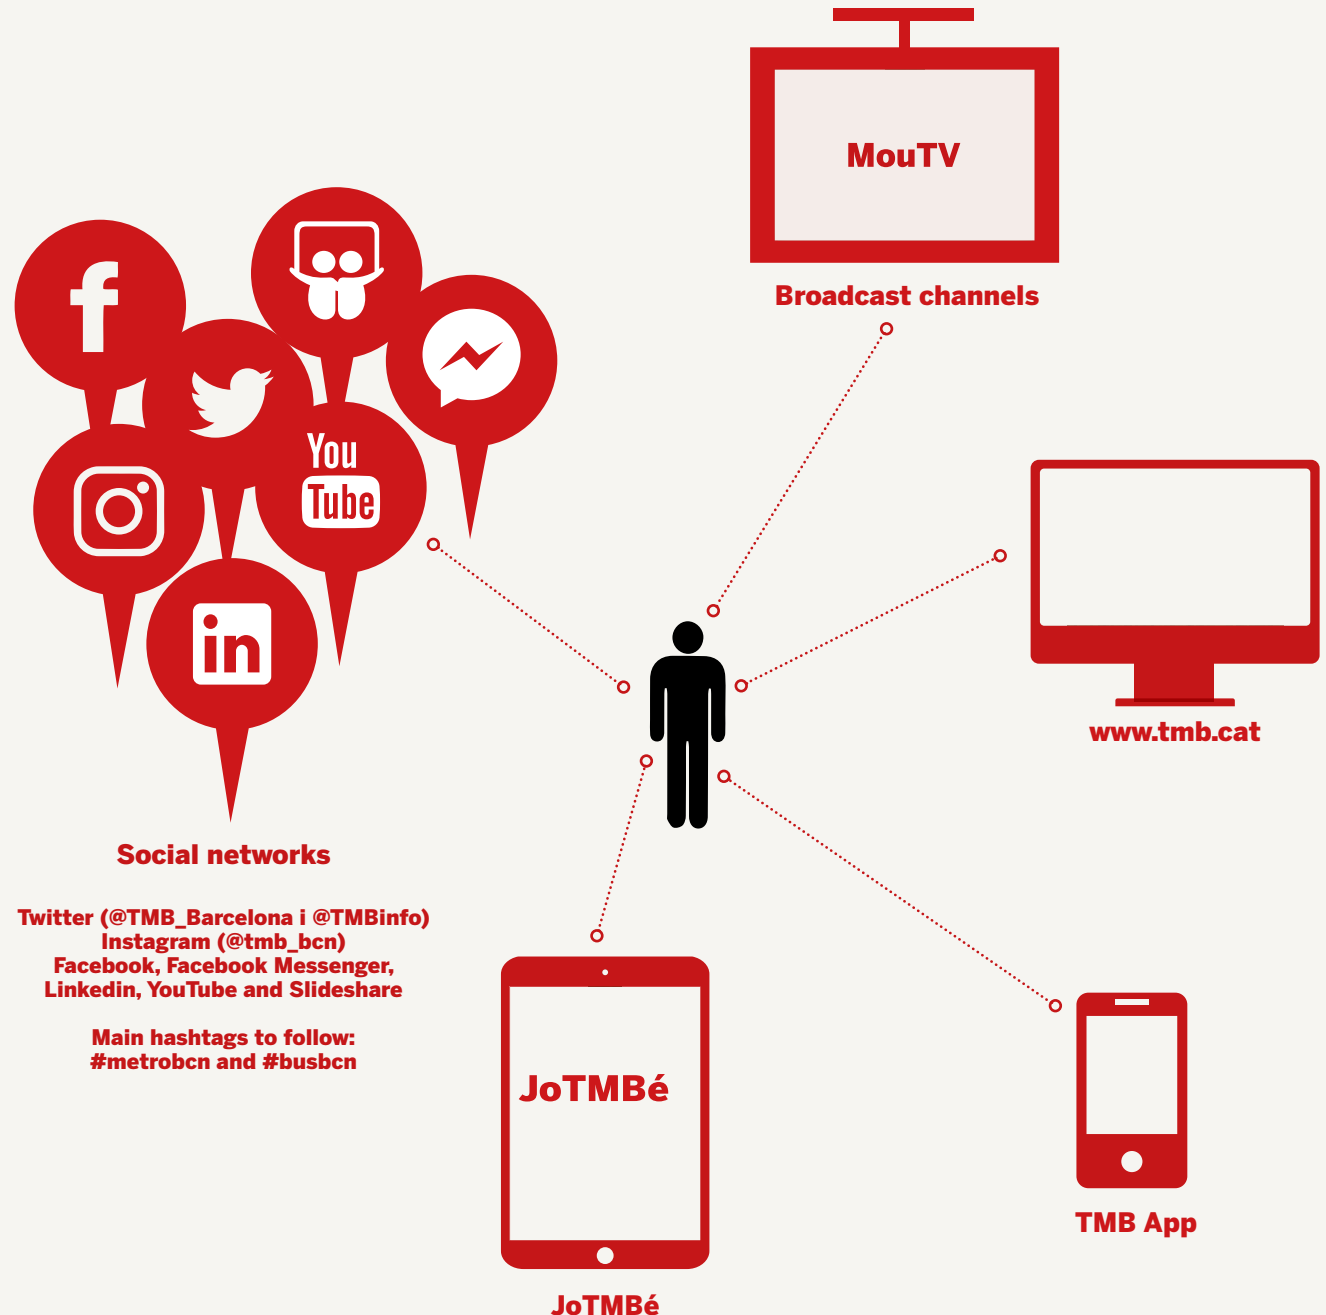 MouTV
Broadcast channels
f
You
Tube
in
www.tmb.cat
Social networks
Twitter (@TMB_Barcelona i @TMBinfo)
Instagram (@tmb_bcn)
Facebook, Facebook Messenger,
Linkedin, YouTube and Slideshare
Main hashtags to follow:
#metrobcn and #busbcn
JoTMBé
JoTMBé
TMB App